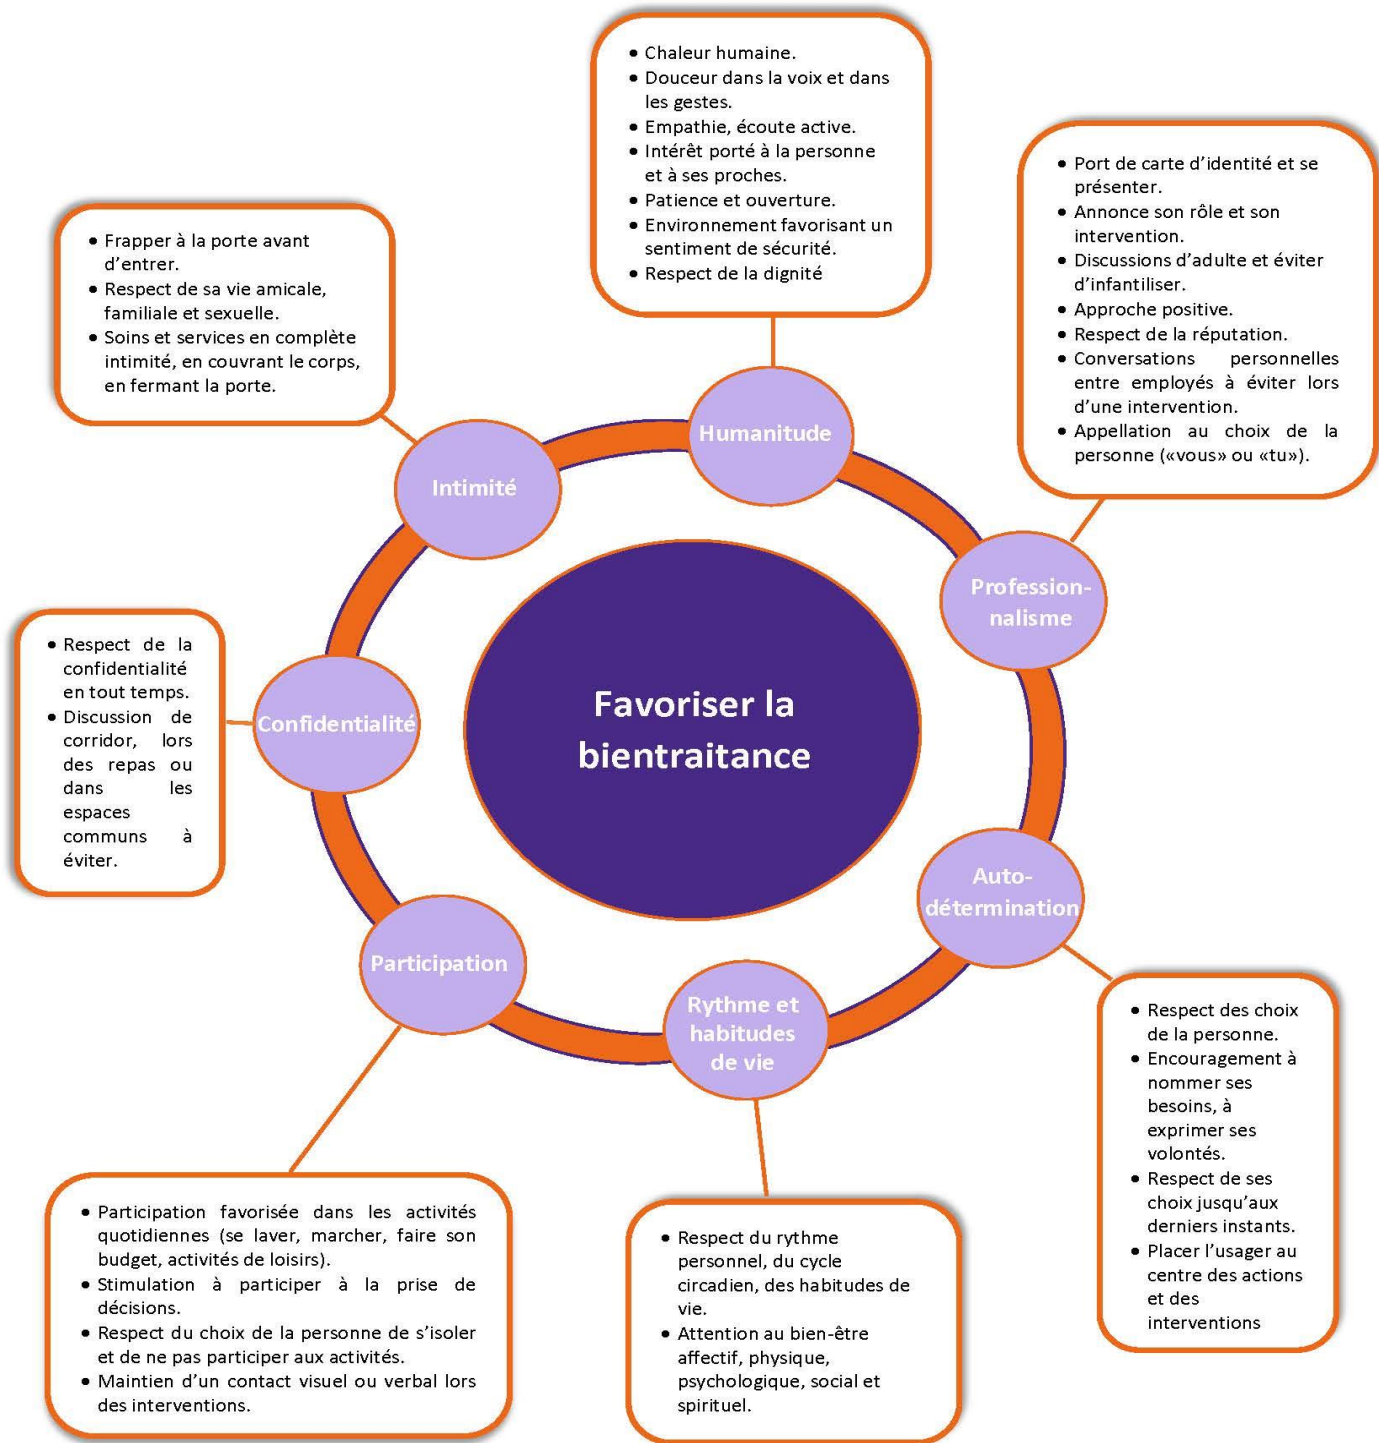 • Chaleur humaine.
• Douceur dans la voix et dans
les gestes.
• Empathie, écoute active.
• Intérêt porté à la personne
et à ses proches.
• Patience et ouverture.
• Environnement favorisant un
sentiment de sécurité.
• Respect de la dignité
• Port de carte d'identité et se
présenter.
• Annonce son rôle et son
intervention.
• Discussions d'adulte et éviter
d'infantiliser.
• Approche positive.
• Respect de la réputation.
• Conversations personnelles
entre employés à éviter lors
d'une intervention.
• Appellation au choix de la
personne («vous» ou «tu»).
• Frapper à la porte avant
d'entrer.
• Respect de sa vie amicale,
familiale et sexuelle.
• Soins et services en complète
intimité, en couvrant le corps,
en fermant la porte.
Humanitude
Intimité
Profession-
nalisme
• Respect de la
confidentialité
en tout temps.
• Discussion de
corridor, lors
des repas ou
dans les
espaces
communs à
éviter.
Confidentialité
Favoriser la
bientraitance
Auto-
détermination
Participation
Rythme et
habitudes
de vie
• Respect des choix
de la personne.
• Encouragement à
nommer ses
besoins, à
exprimer ses
volontés.
• Respect de ses
choix jusqu'aux
derniers instants.
• Placer l'usager au
centre des actions
et des
interventions
• Participation favorisée dans les activités
quotidiennes (se laver, marcher, faire son
budget, activités de loisirs).
• Stimulation à participer à la prise de
décisions.
• Respect du choix de la personne de s'isoler
et de ne pas participer aux activités.
• Maintien d'un contact visuel ou verbal lors
des interventions.
• Respect du rythme
personnel, du cycle
circadien, des habitudes de
vie.
• Attention au bien-être
affectif, physique,
psychologique, social et
spirituel.